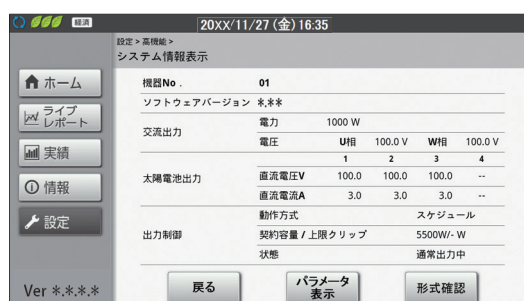 経済 20XX/11/27 (金) 16:35
設定 > 高機能 >
システム情報表示
ホーム
ライブ
レポート
実績
情報
設定
Ver *.*.*.*
機器No . 01
ソフトウェアバージョン *.**
交流出力 電力 1000 W
電圧 U相 100.0 V W相 100.0 V
太陽電池出力 1 2 3 4
直流電圧V 100.0 100.0 100.0 --
直流電流A 3.0 3.0 3.0 --
出力制御 動作方式 スケジュール
契約容量 / 上限クリップ 5500W/- W
状態 通常出力中
戻る
パラメータ
表示
形式確認